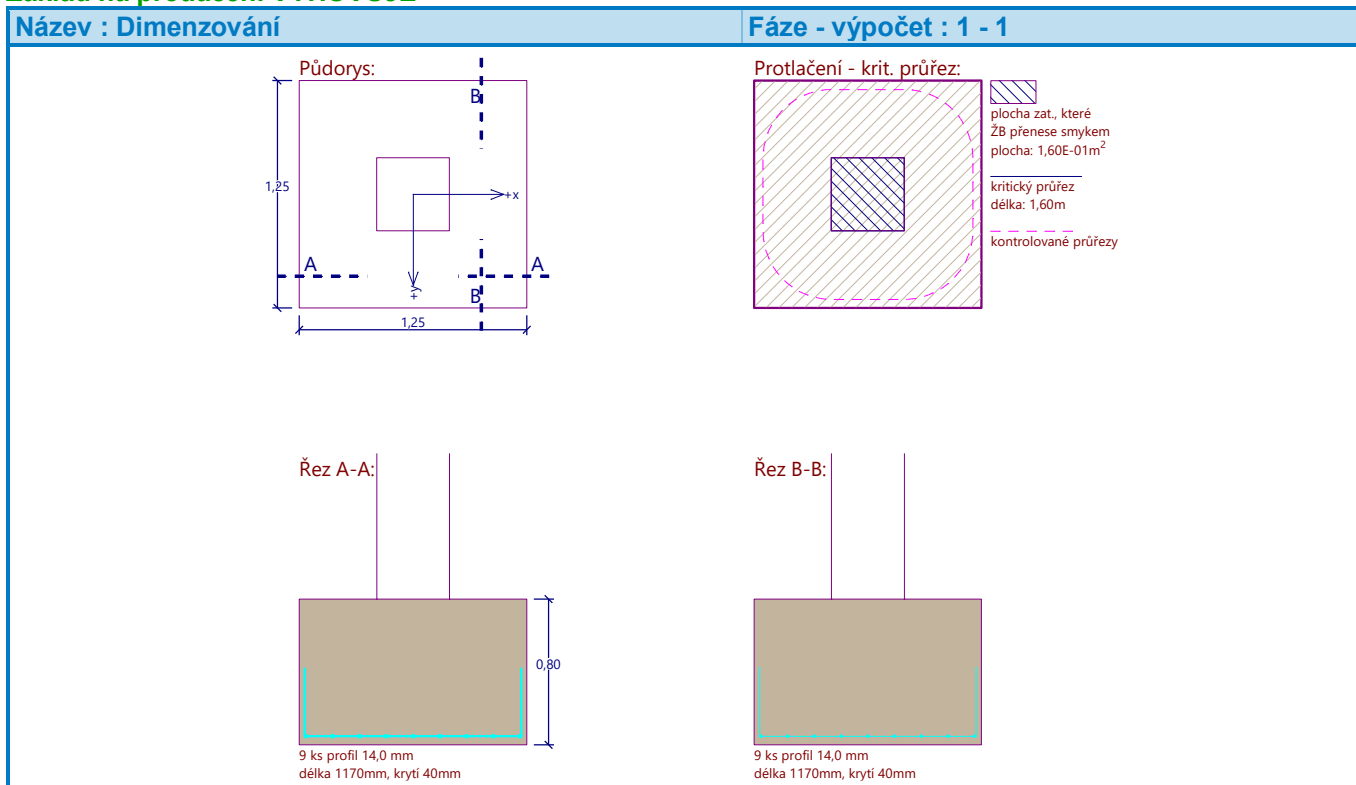 Název : Dimenzování
Fáze - výpočet : 1 - 1
Půdorys:
B
1,25
+x
A
A
+y
B
1,25
Protlačení - krit. průřez:
plocha zat., které
ŽB přenese smykem
plocha: 1,60E-01m²
kritický průřez
délka: 1,60m
kontrolované průřezy
Řez A-A:
0,80
9 ks profil 14,0 mm
délka 1170mm, krytí 40mm
Řez B-B:
9 ks profil 14,0 mm
délka 1170mm, krytí 40mm